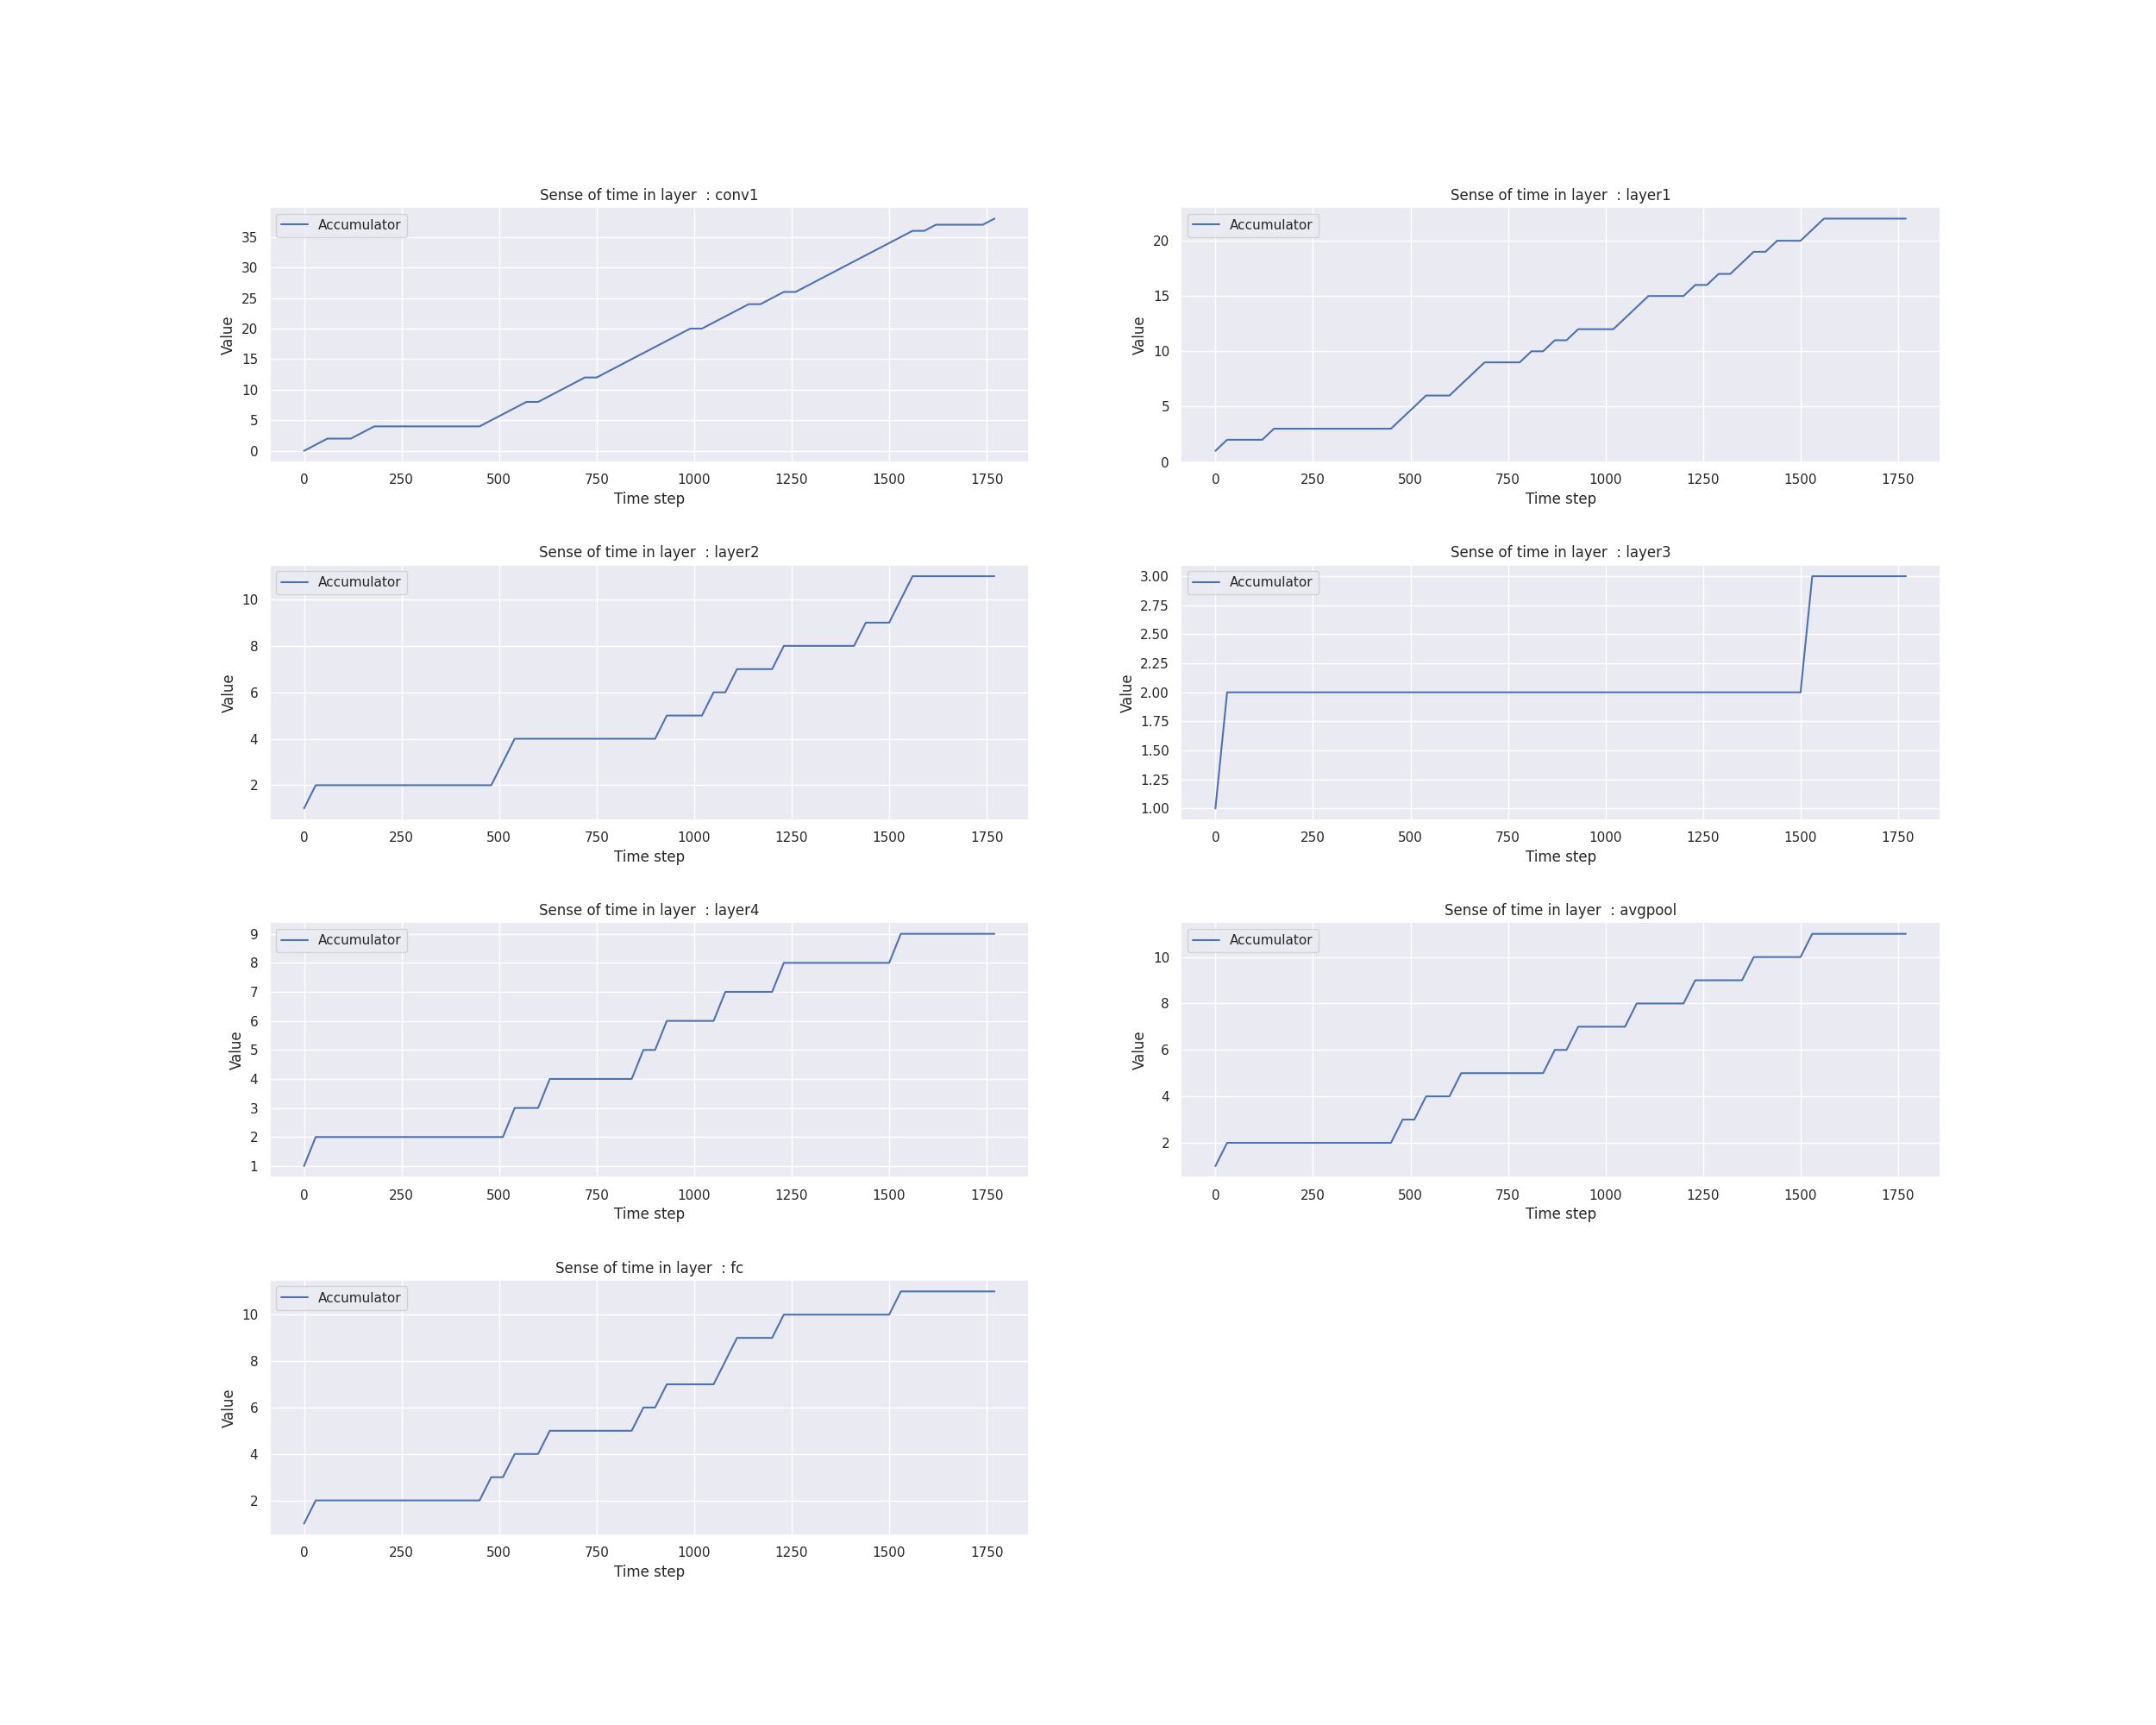 Sense of time in layer  : conv1
Accumulator
Value
35
30
25
20
15
10
5
0
0 250 500 750 1000 1250 1500 1750
Time step
Sense of time in layer  : layer1
Accumulator
Value
20
15
10
5
0
0 250 500 750 1000 1250 1500 1750
Time step
Sense of time in layer  : layer2
Accumulator
Value
10
8
6
4
2
0 250 500 750 1000 1250 1500 1750
Time step
Sense of time in layer  : layer3
Accumulator
Value
3.00
2.75
2.50
2.25
2.00
1.75
1.50
1.25
1.00
0 250 500 750 1000 1250 1500 1750
Time step
Sense of time in layer  : layer4
Accumulator
Value
9
8
7
6
5
4
3
2
1
0 250 500 750 1000 1250 1500 1750
Time step
Sense of time in layer  : avgpool
Accumulator
Value
10
8
6
4
2
0 250 500 750 1000 1250 1500 1750
Time step
Sense of time in layer  : fc
Accumulator
Value
10
8
6
4
2
0 250 500 750 1000 1250 1500 1750
Time step